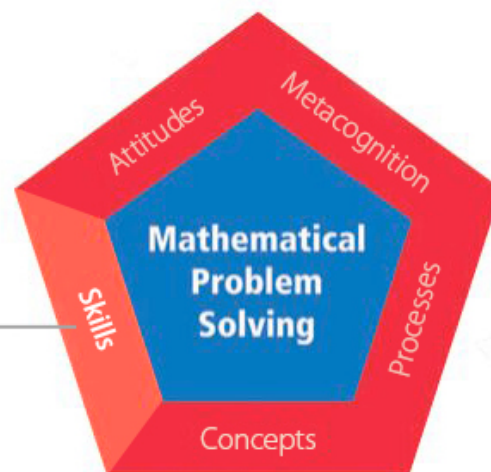 Attitudes
Metacognition
Mathematical
Problem
Solving
Skills
Processes
Concepts